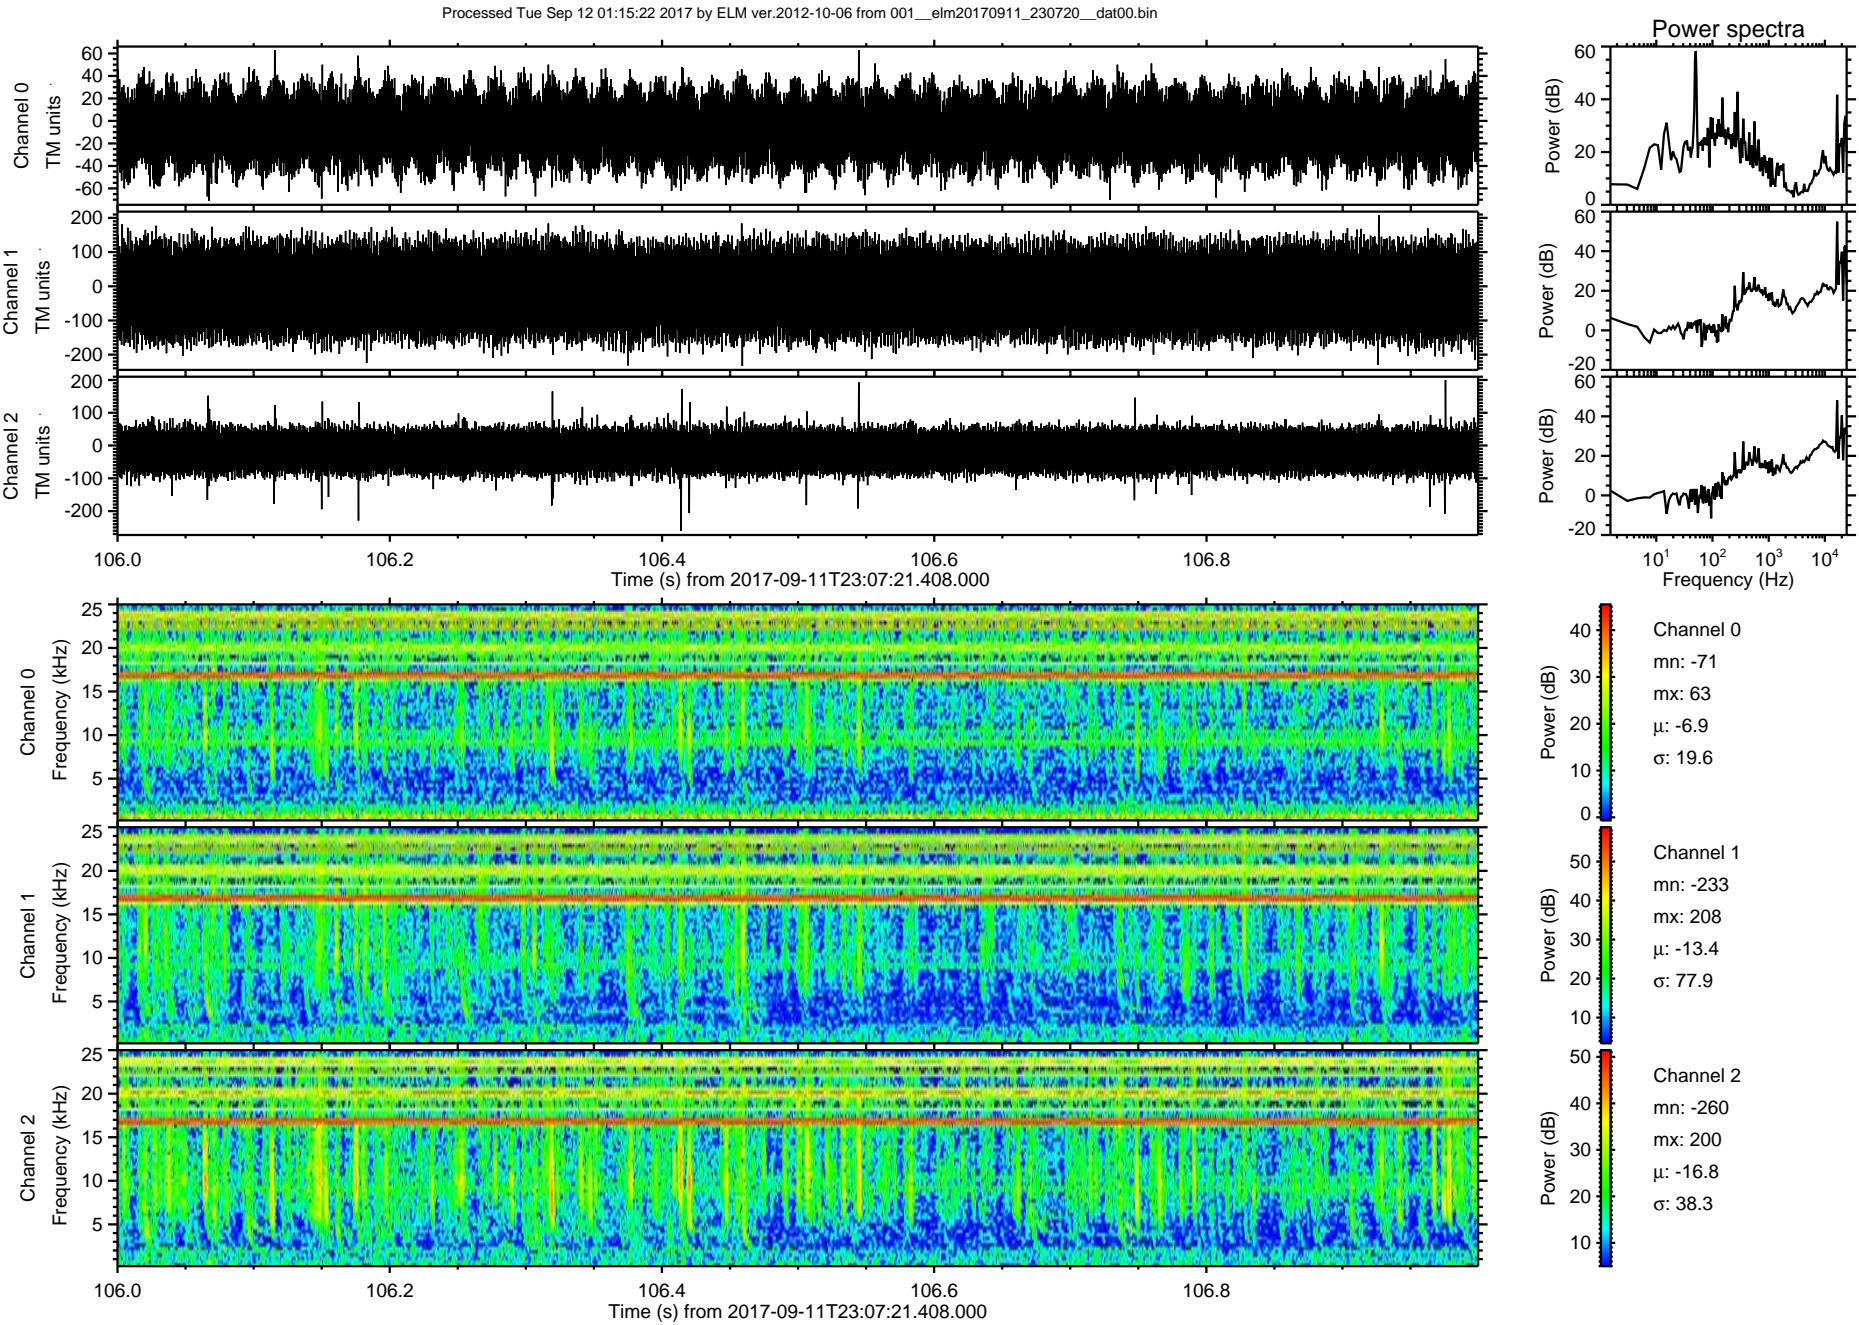 Processed Tue Sep 12 01:15:22 2017 by ELM ver.2012-10-06 from 001__elm20170911_230720__dat00.bin
Power spectra
Channel 0
TM units
60
40
20
0
-20
-40
-60
Power (dB)
60
40
20
0
Channel 1
TM units
200
100
0
-100
-200
Power (dB)
60
40
20
0
-20
Channel 2
TM units
200
100
0
-100
-200
Power (dB)
60
40
20
0
-20
106.0 106.2 106.4 106.6 106.8
Time (s) from 2017-09-11T23:07:21.408.000
10¹ 10² 10³ 10⁴
Frequency (Hz)
Channel 0
Frequency (kHz)
25
20
15
10
5
Power (dB)
40
30
20
10
0
Channel 0
mn: -71
mx: 63
μ: -6.9
σ: 19.6
Channel 1
Frequency (kHz)
25
20
15
10
5
Power (dB)
50
40
30
20
10
Channel 1
mn: -233
mx: 208
μ: -13.4
σ: 77.9
Channel 2
Frequency (kHz)
25
20
15
10
5
Power (dB)
50
40
30
20
10
Channel 2
mn: -260
mx: 200
μ: -16.8
σ: 38.3
106.0 106.2 106.4 106.6 106.8
Time (s) from 2017-09-11T23:07:21.408.000